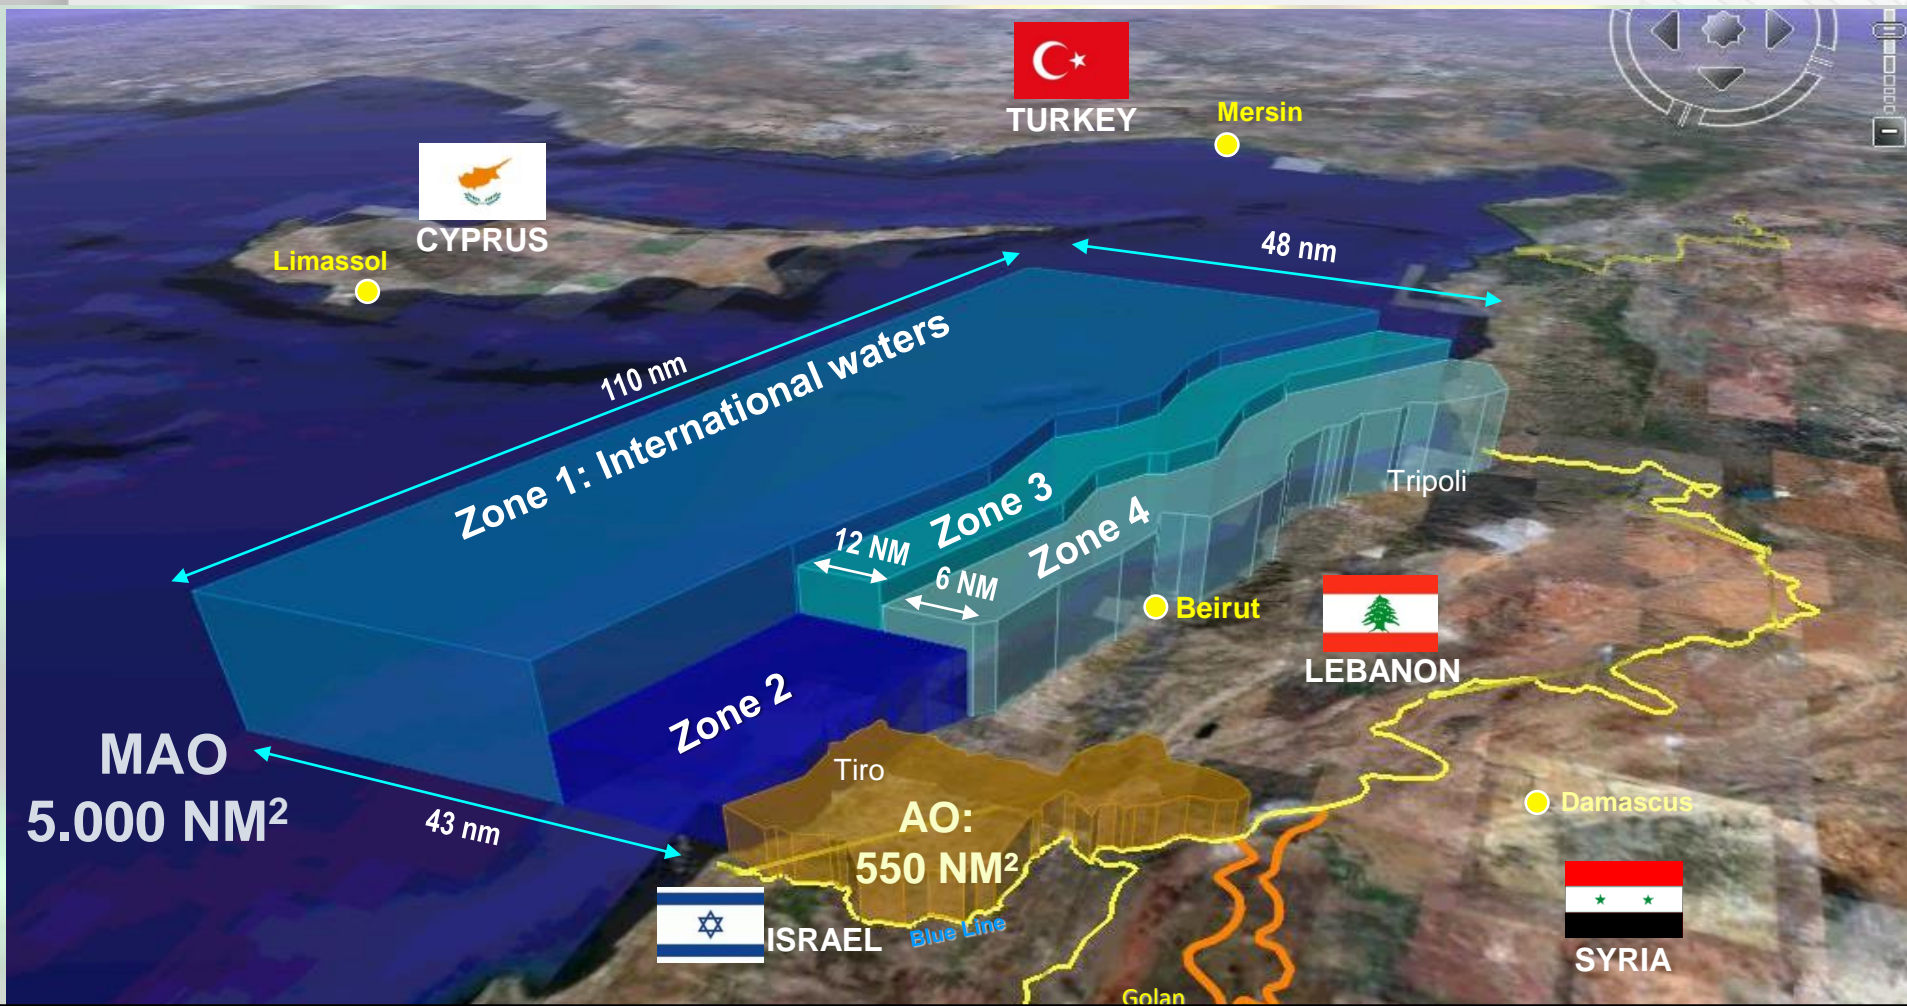 TURKEY
Mersin
CYPRUS
Limassol
48 nm
110 nm
Zone 1: International waters
Zone 3
12 NM
Zone 4
6 NM
Tripoli
Beirut
LEBANON
Zone 2
MAO
5.000 NM²
43 nm
Tiro
AO:
550 NM²
Damascus
ISRAEL
Blue Line
SYRIA
Golan